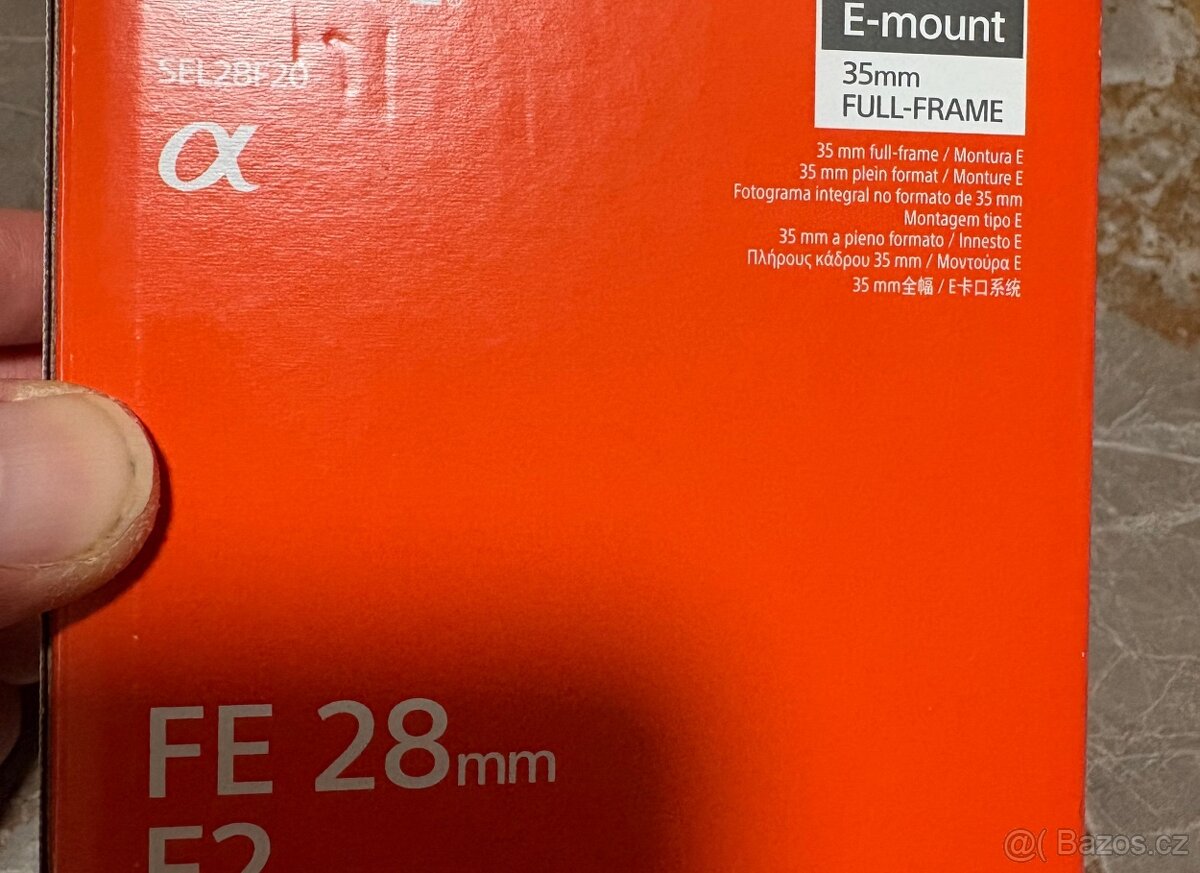 E-mount
35mm
FULL-FRAME
SEL28F20
α
35 mm full-frame / Montura E
35 mm plein format / Monture E
Fotograma integral no formato de 35 mm
Montagem tipo E
35 mm a pieno formato / Innesto E
Πλήρους κάδρου 35 mm / Μοντούρα E
35 mm全幅 / E卡口系统
FE 28mm
F2
@( Bazos.cz